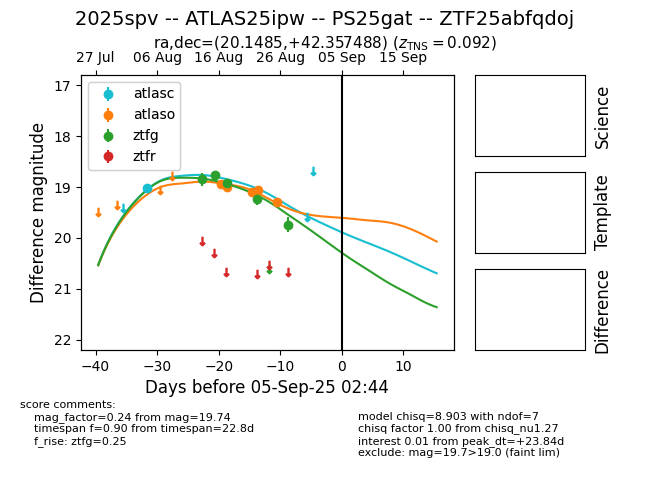 2025spv -- ATLAS25ipw -- PS25gat -- ZTF25abfqdoj
ra,dec=(20.1485,+42.357488) (z_TNS = 0.092)
27 Jul 06 Aug 16 Aug 26 Aug 05 Sep 15 Sep
atlasc
atlaso
ztfg
ztfr
17
18
19
20
21
22
Difference magnitude
−40 −30 −20 −10 0 10
Days before 05-Sep-25 02:44
Science
Template
Difference
score comments:
mag_factor=0.24 from mag=19.74
timespan f=0.90 from timespan=22.8d
f_rise: ztfg=0.25
model chisq=8.903 with ndof=7
chisq factor 1.00 from chisq_nu1.27
interest 0.01 from peak_dt=+23.84d
exclude: mag=19.7>19.0 (faint lim)